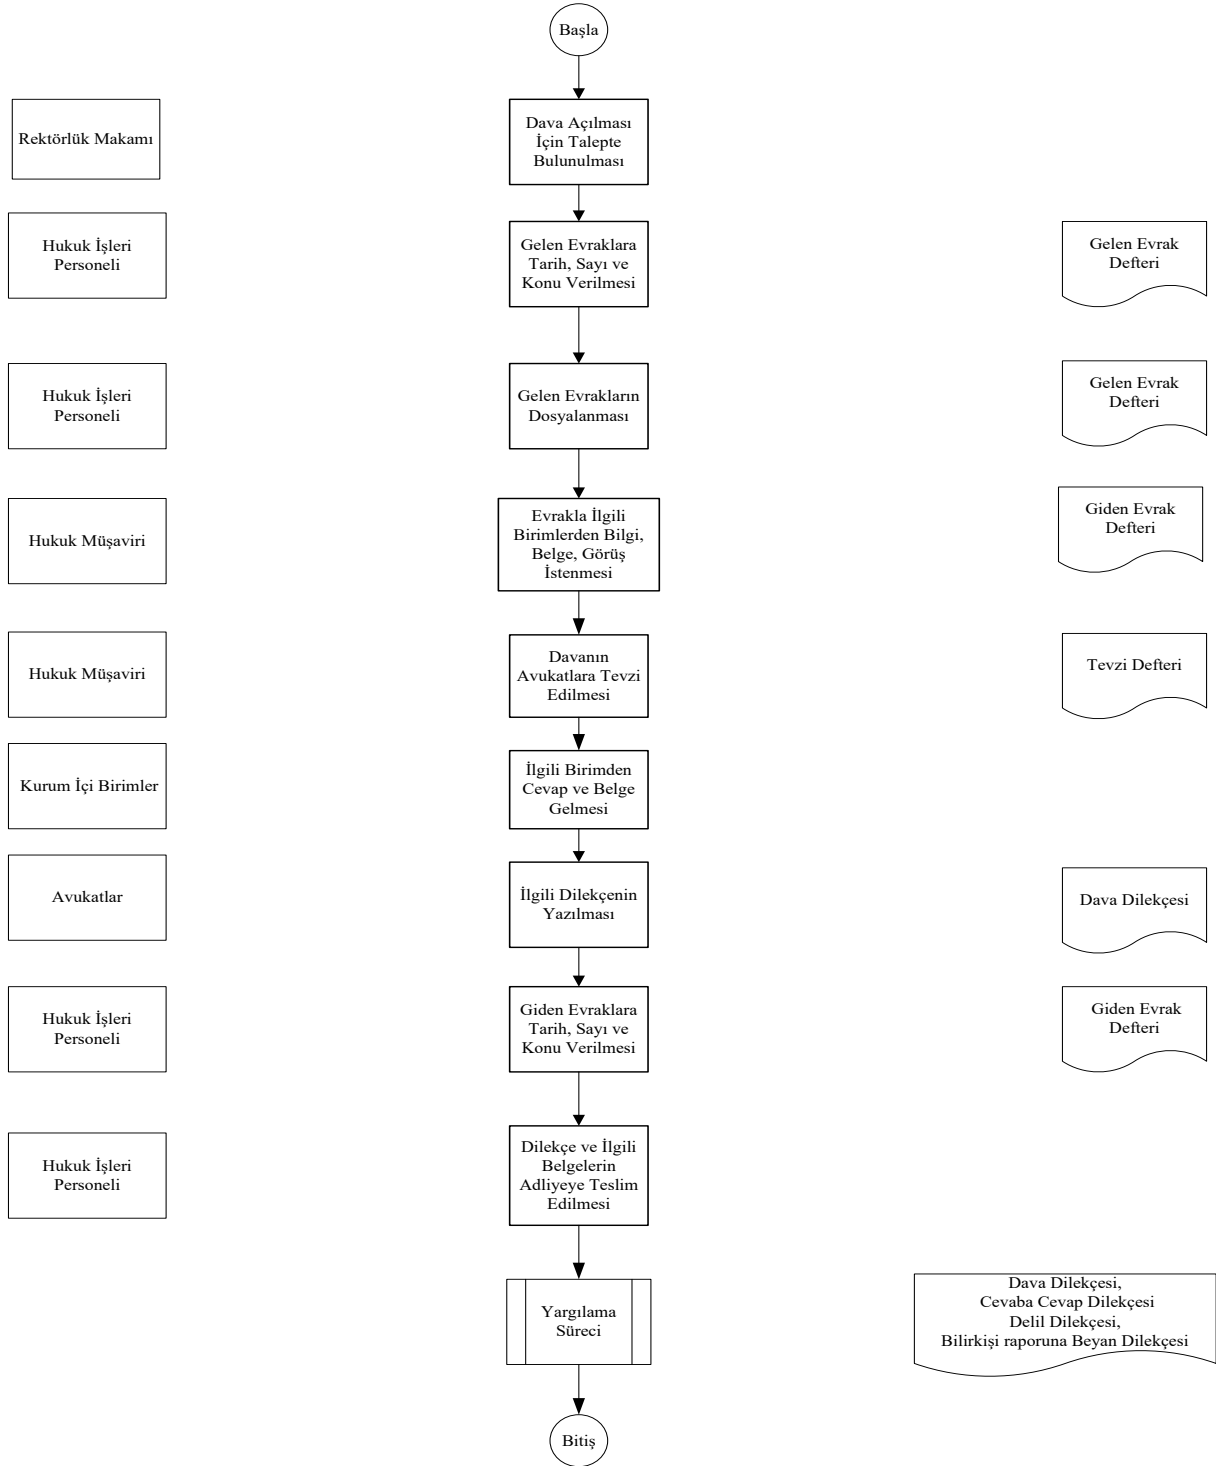 Başla
Rektörlük Makamı
Dava Açılması
İçin Talepte
Bulunulması
Hukuk İşleri
Personeli
Gelen Evraklara
Tarih, Sayı ve
Konu Verilmesi
Gelen Evrak
Defteri
Hukuk İşleri
Personeli
Gelen Evrakların
Dosyalanması
Gelen Evrak
Defteri
Hukuk Müşaviri
Evrakla İlgili
Birimlerden Bilgi,
Belge, Görüş
İstenmesi
Giden Evrak
Defteri
Hukuk Müşaviri
Davanın
Avukatlara Tevzi
Edilmesi
Tevzi Defteri
Kurum İçi Birimler
İlgili Birimden
Cevap ve Belge
Gelmesi
Avukatlar
İlgili Dilekçenin
Yazılması
Dava Dilekçesi
Hukuk İşleri
Personeli
Giden Evraklara
Tarih, Sayı ve
Konu Verilmesi
Giden Evrak
Defteri
Hukuk İşleri
Personeli
Dilekçe ve İlgili
Belgelerin
Adliyeye Teslim
Edilmesi
Yargılama
Süreci
Dava Dilekçesi,
Cevaba Cevap Dilekçesi
Delil Dilekçesi,
Bilirkişi raporuna Beyan Dilekçesi
Bitiş